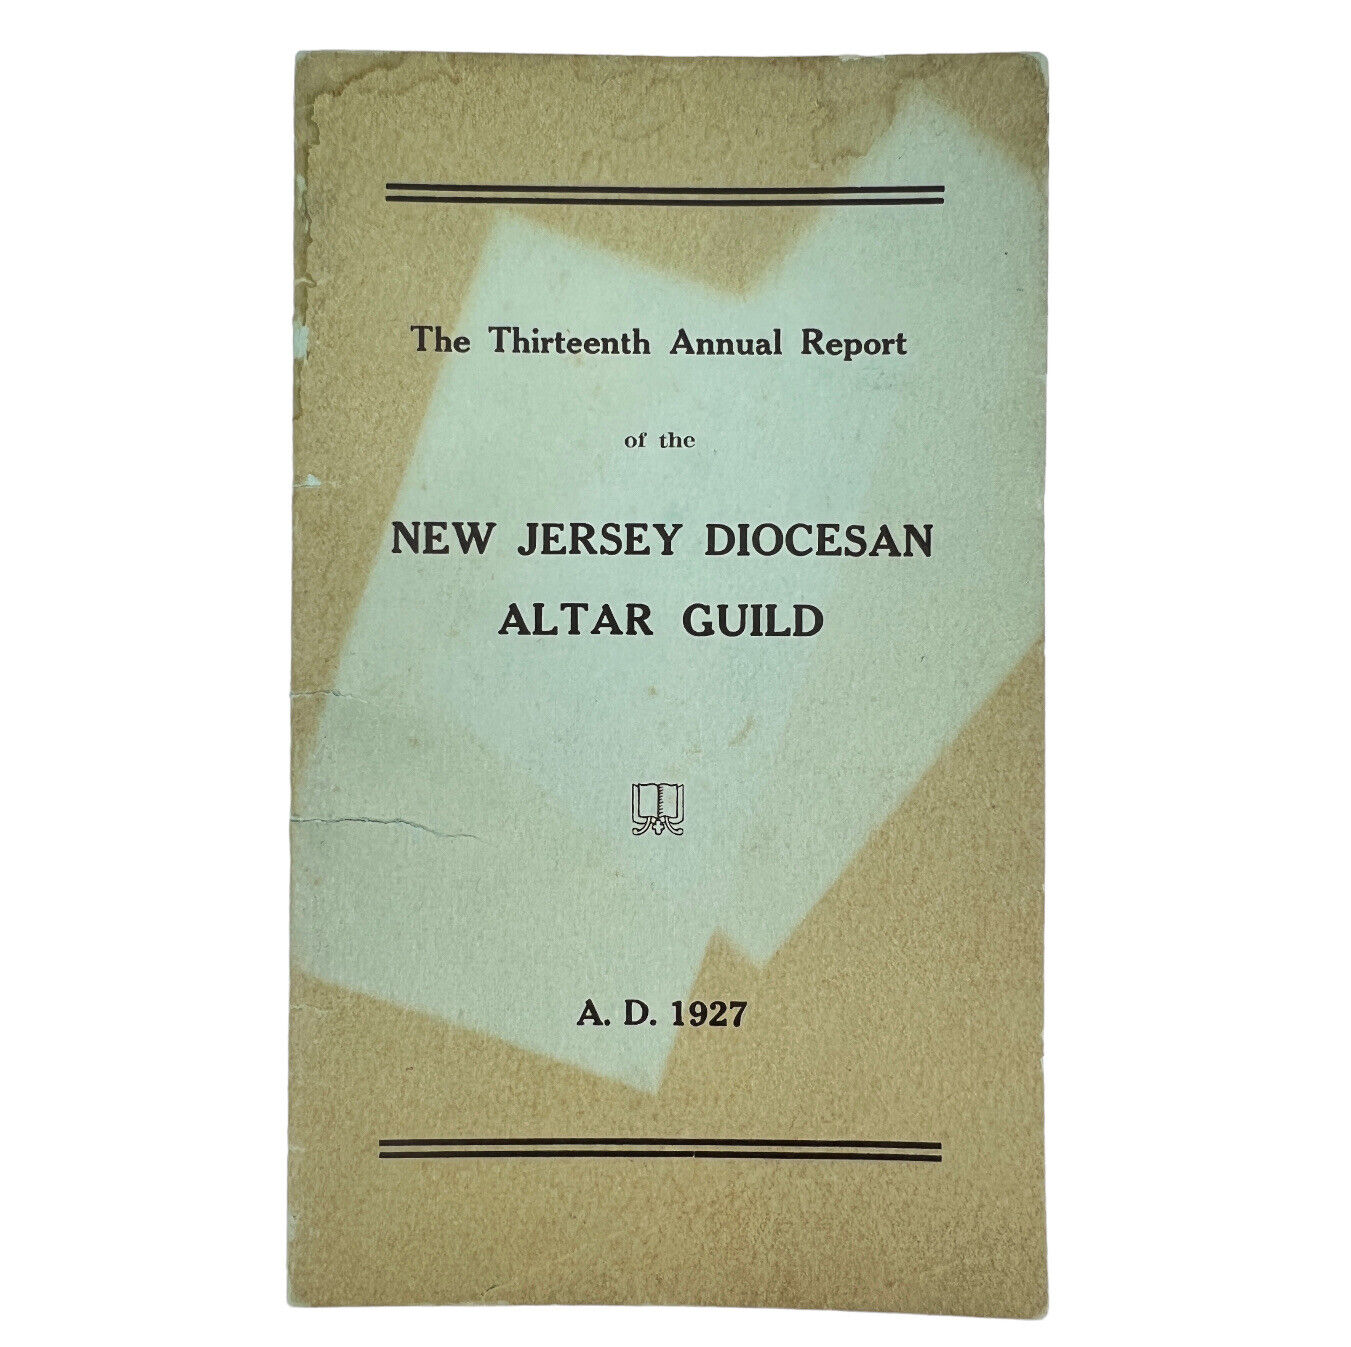 The Thirteenth Annual Report
of the
NEW JERSEY DIOCESAN
ALTAR GUILD
A. D. 1927